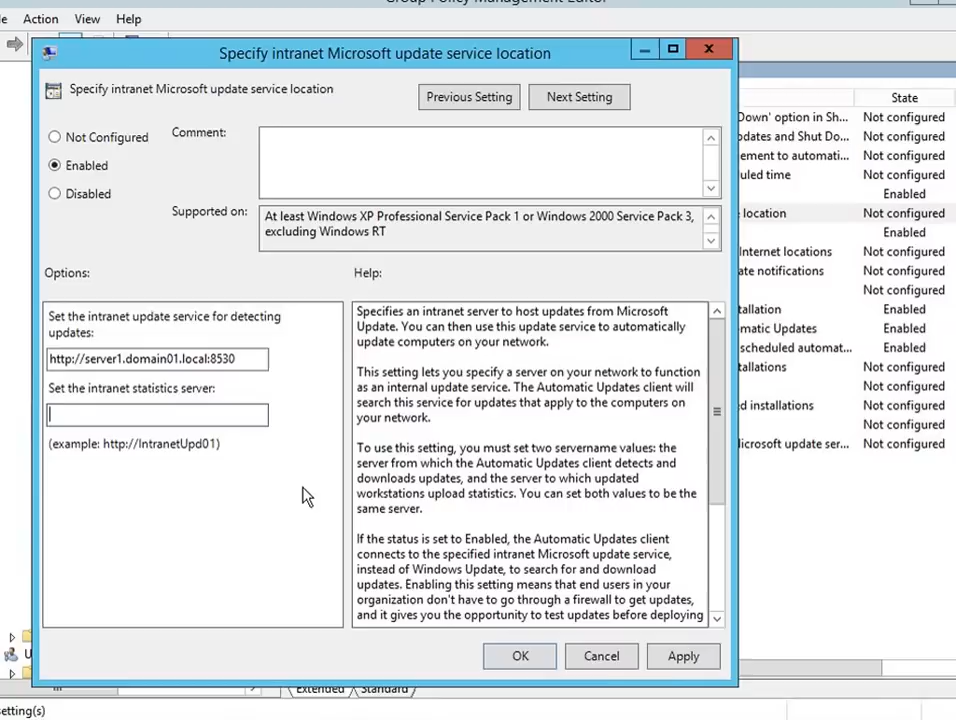 Group Policy Management Editor
Action View Help
Specify intranet Microsoft update service location
Specify intranet Microsoft update service location
Previous Setting
Next Setting
Not Configured
Enabled
Disabled
Comment:
Supported on:
At least Windows XP Professional Service Pack 1 or Windows 2000 Service Pack 3,
excluding Windows RT
Options:
Help:
Set the intranet update service for detecting
updates:
http://server1.domain01.local:8530
Set the intranet statistics server:
(example: http://IntranetUpd01)
Specifies an intranet server to host updates from Microsoft
Update. You can then use this update service to automatically
update computers on your network.
This setting lets you specify a server on your network to function
as an internal update service. The Automatic Updates client will
search this service for updates that apply to the computers on
your network.
To use this setting, you must set two servername values: the
server from which the Automatic Updates client detects and
downloads updates, and the server to which updated
workstations upload statistics. You can set both values to be the
same server.
If the status is set to Enabled, the Automatic Updates client
connects to the specified intranet Microsoft update service,
instead of Windows Update, to search for and download
updates. Enabling this setting means that end users in your
organization don't have to go through a firewall to get updates,
and it gives you the opportunity to test updates before deploying
OK
Cancel
Apply
State
Down' option in Sh... Not configured
pdates and Shut Do... Not configured
ement to automati... Not configured
uled time Not configured
Enabled
location Not configured
Enabled
Internet locations Not configured
ate notifications Not configured
Not configured
stallation Enabled
matic Updates Enabled
scheduled automat... Enabled
tallations Not configured
Not configured
d installations Not configured
Not configured
icrosoft update ser... Not configured
Extended
Standard
setting(s)